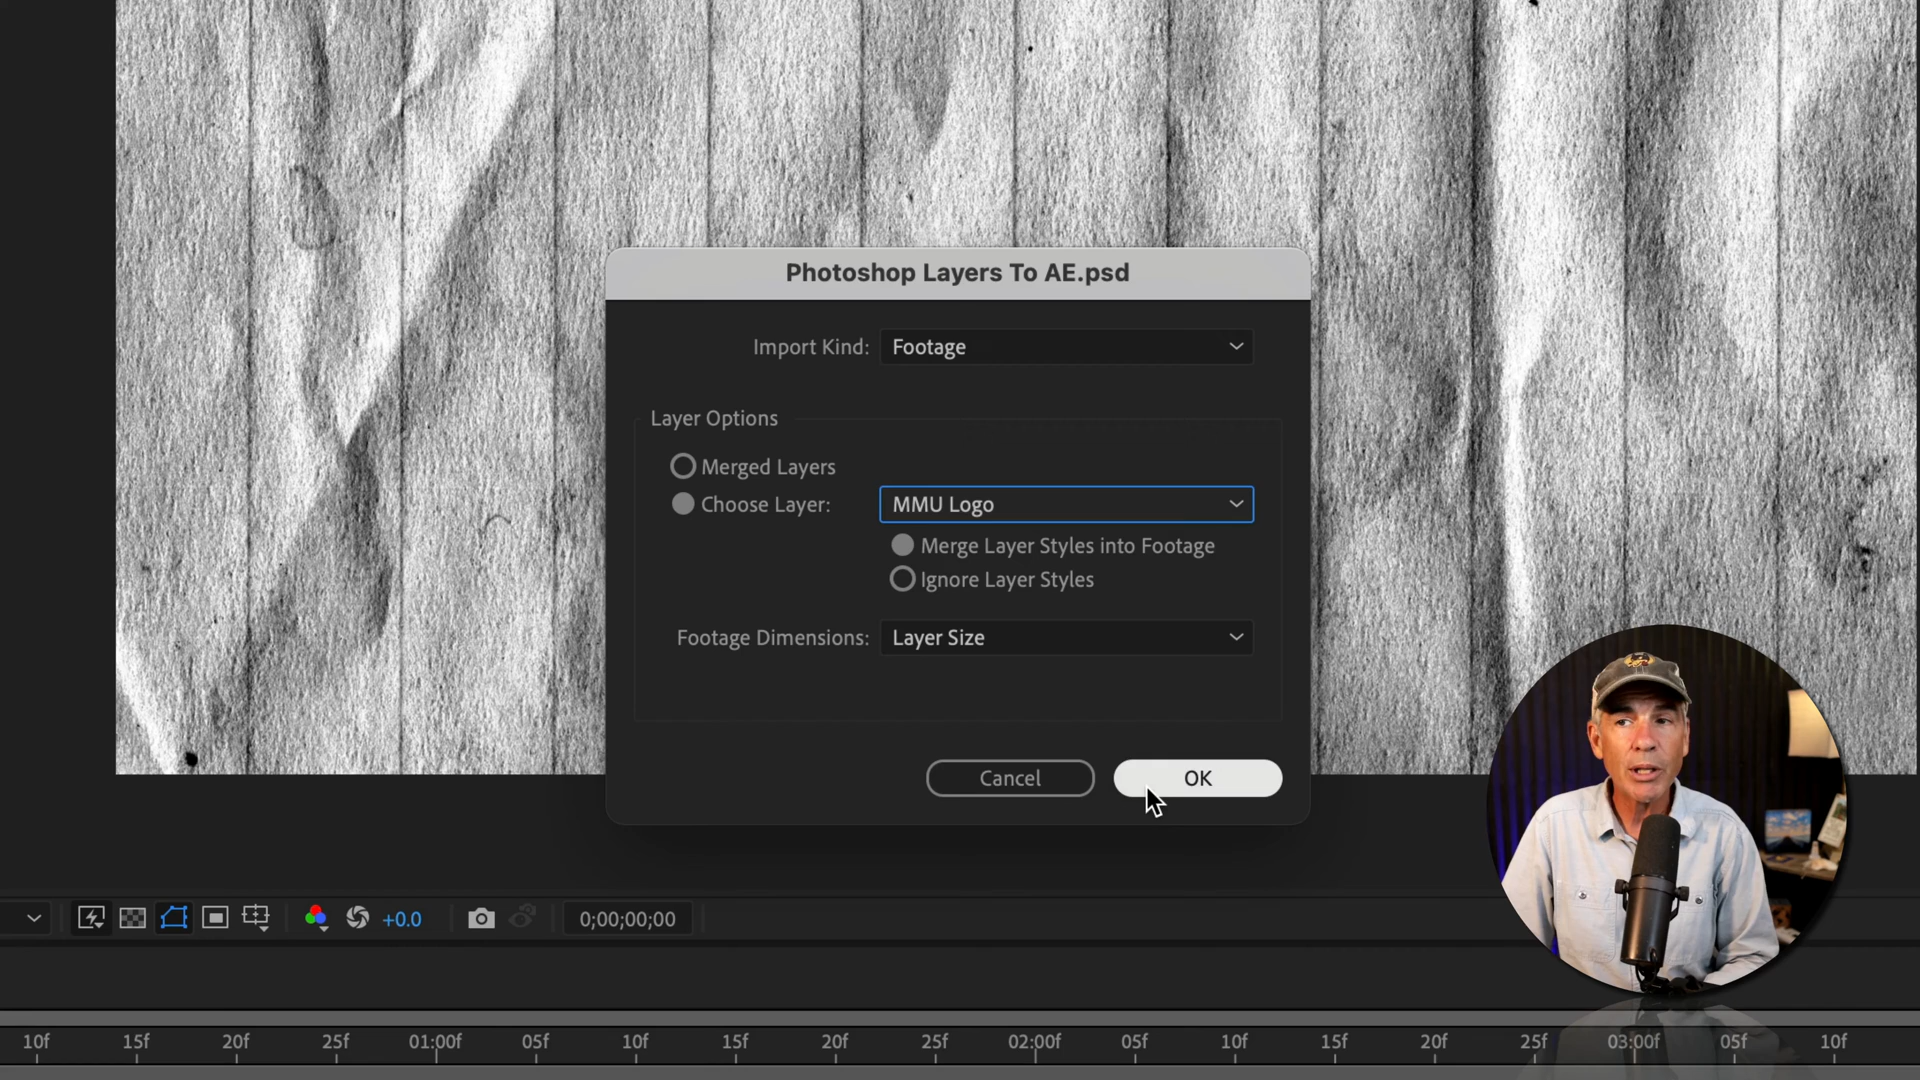 Photoshop Layers To AE.psd
Import Kind: Footage
Layer Options
Merged Layers
Choose Layer: MMU Logo
Merge Layer Styles into Footage
Ignore Layer Styles
Footage Dimensions: Layer Size
Cancel OK
+0.0 0;00;00;00
10f 15f 20f 25f 01:00f 05f 10f 15f 20f 25f 02:00f 05f 10f 15f 20f 25f 03:00f 05f 10f